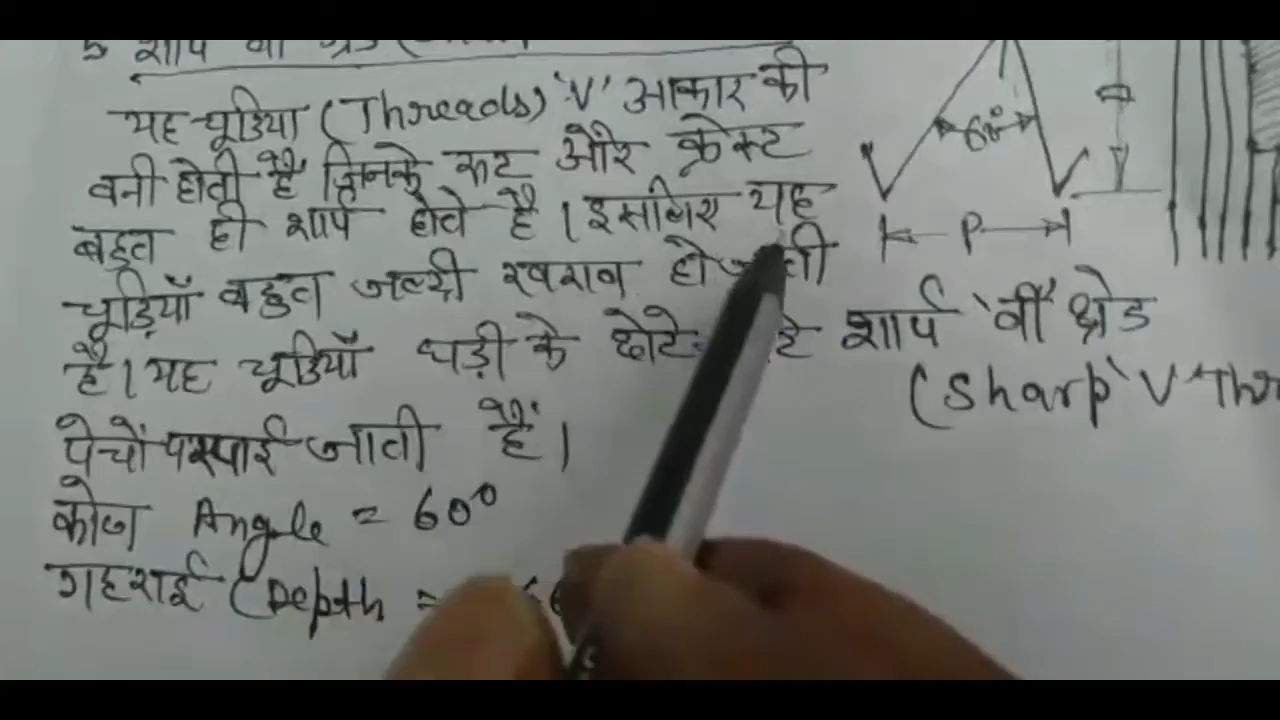 5 शार्प वी थ्रेड
यह चूडिया (Threads) 'V' आकार की
बनी होती है जिनके रूट और क्रेस्ट
बहुत ही शार्प होते है। इसलिए यह
चूड़ियाँ बहुत जल्दी खराब हो
है। यह चूडियाँ घड़ी के छोटे
पेचों पर पाई जाती हैं।
कोण Angle = 60°
गहराई (Depth =
60°
P
शार्प 'वी' थ्रेड
(Sharp 'V'